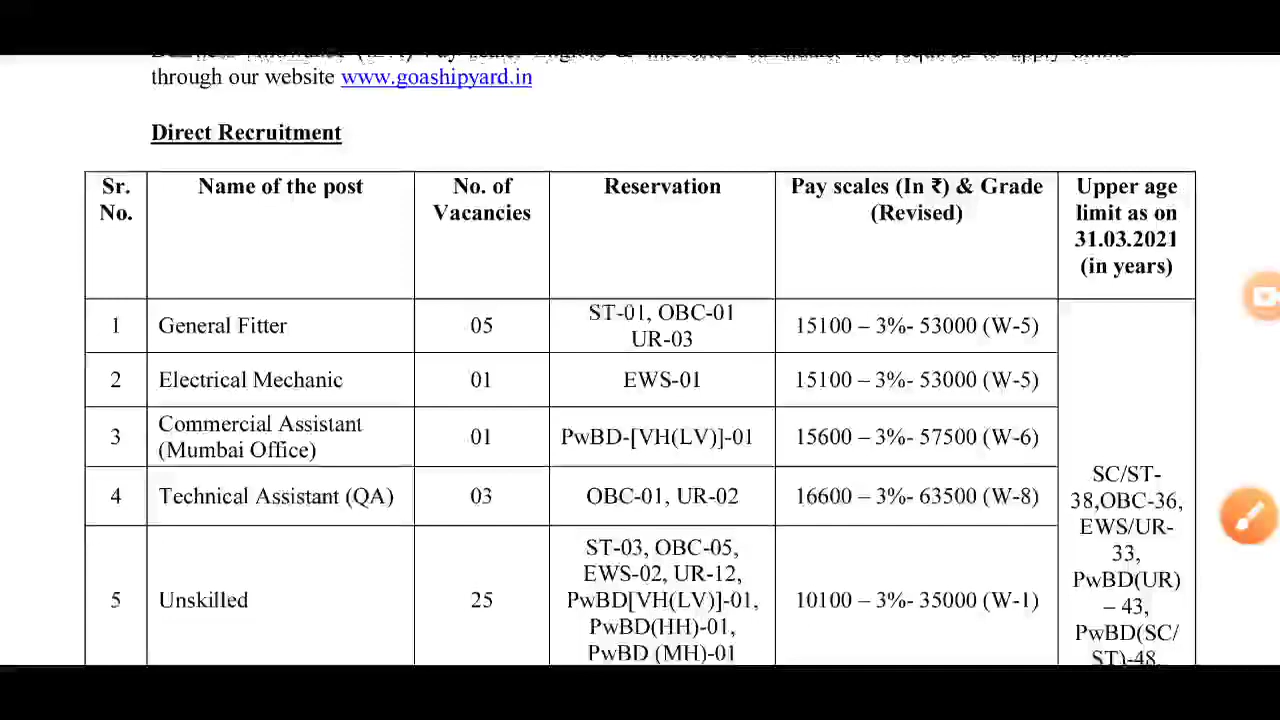 through our website www.goashipyard.in
Direct Recruitment
Sr. No.
Name of the post
No. of Vacancies
Reservation
Pay scales (In ₹) & Grade (Revised)
Upper age limit as on 31.03.2021 (in years)
1
General Fitter
05
ST-01, OBC-01
UR-03
15100 – 3%- 53000 (W-5)
2
Electrical Mechanic
01
EWS-01
15100 – 3%- 53000 (W-5)
3
Commercial Assistant
(Mumbai Office)
01
PwBD-[VH(LV)]-01
15600 – 3%- 57500 (W-6)
4
Technical Assistant (QA)
03
OBC-01, UR-02
16600 – 3%- 63500 (W-8)
5
Unskilled
25
ST-03, OBC-05,
EWS-02, UR-12,
PwBD[VH(LV)]-01,
PwBD(HH)-01,
PwBD (MH)-01
10100 – 3%- 35000 (W-1)
SC/ST-
38,OBC-36,
EWS/UR-
33,
PwBD(UR)
– 43,
PwBD(SC/
ST)-48,